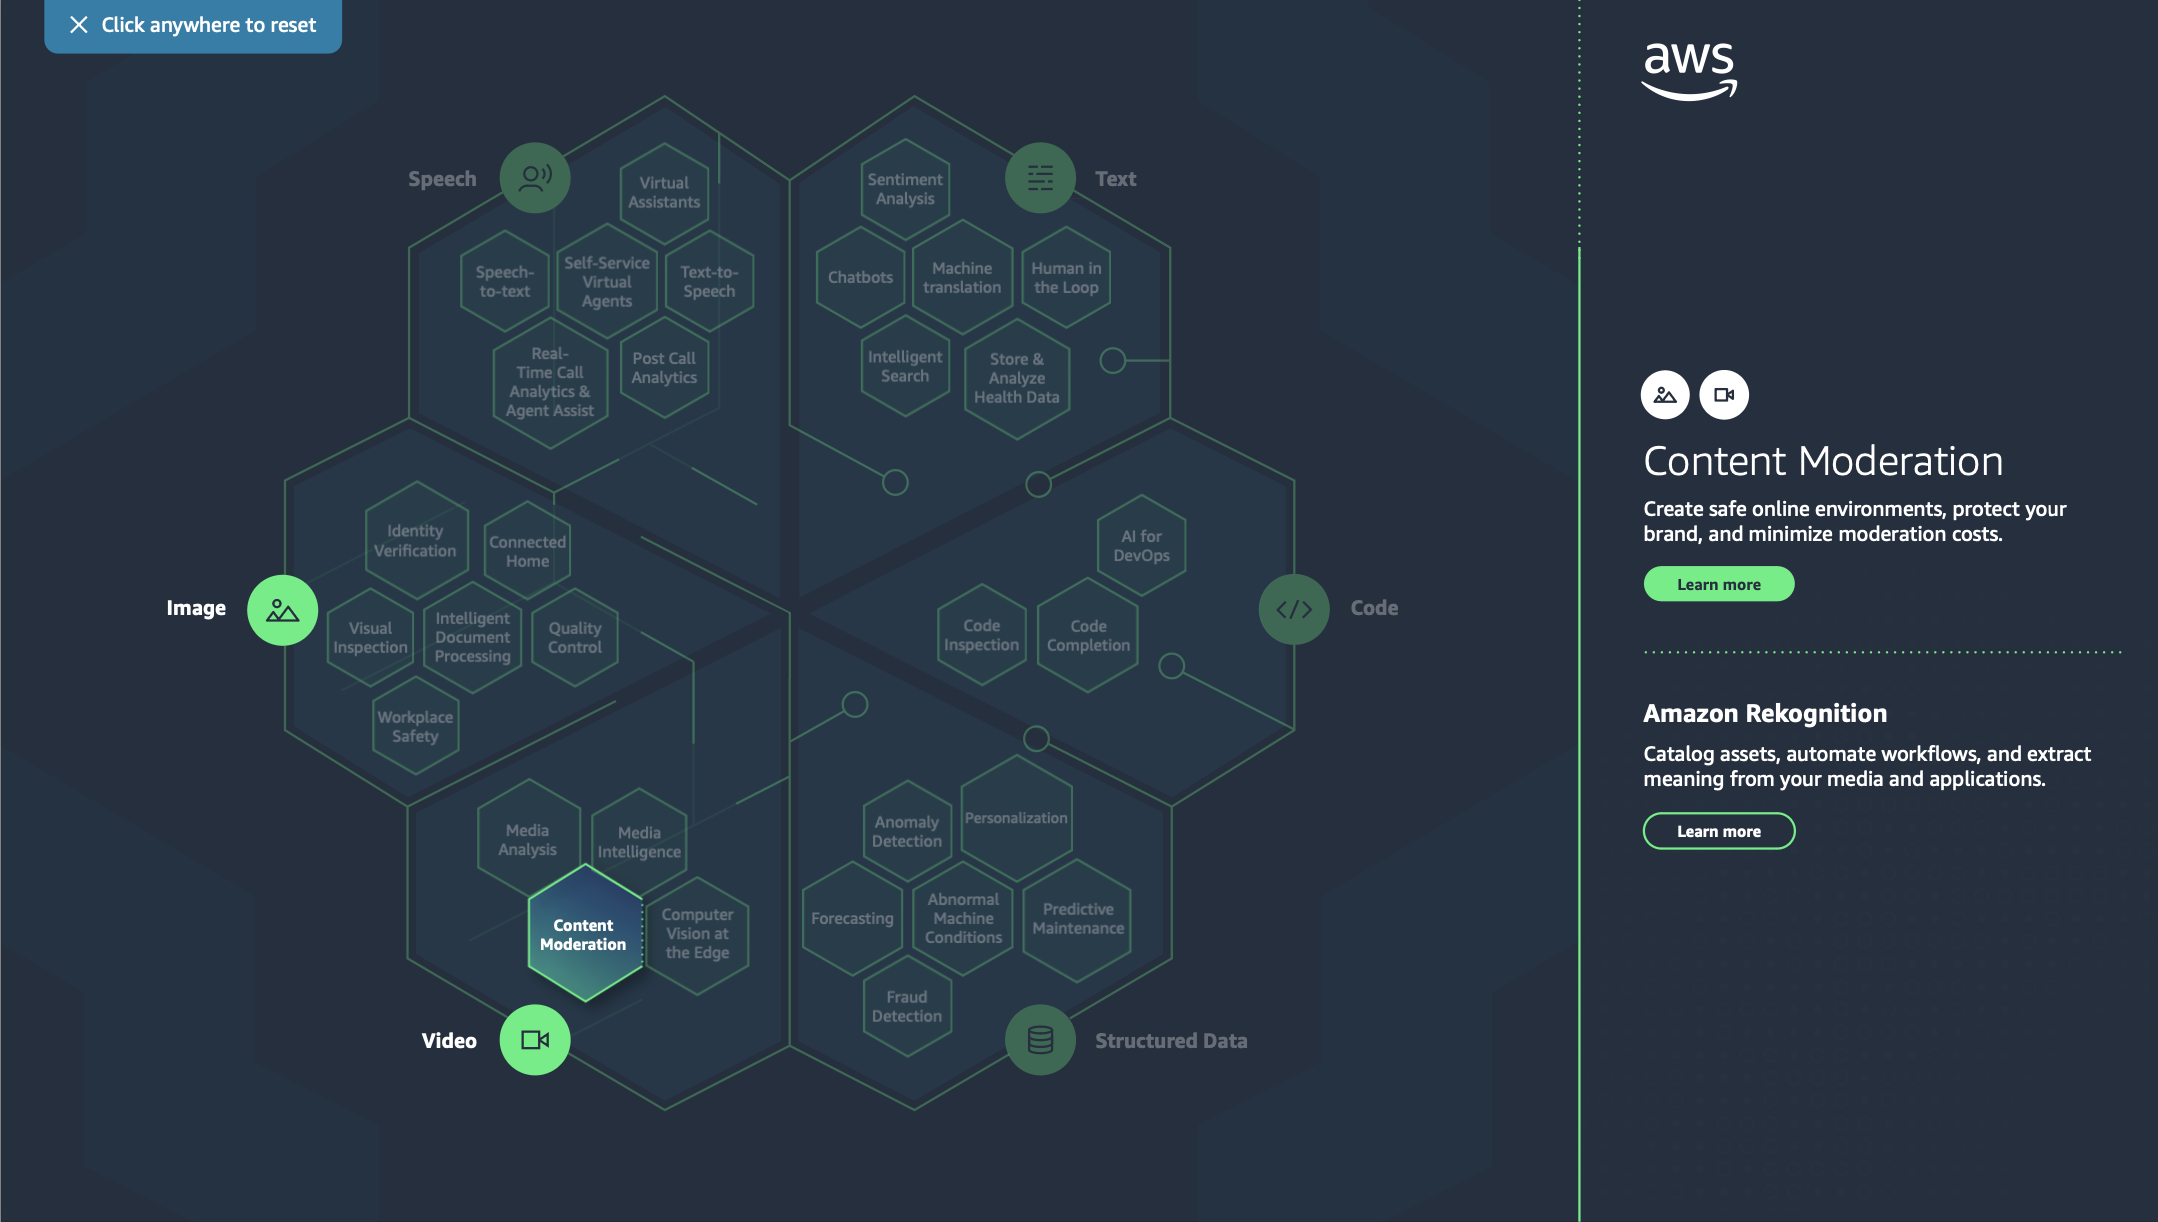 Click anywhere to reset
aws
Speech
Virtual
Assistants
Speech-
to-text
Self-Service
Virtual
Agents
Text-to-
Speech
Real-
Time Call
Analytics &
Agent Assist
Post Call
Analytics
Text
Sentiment
Analysis
Chatbots
Machine
translation
Human in
the Loop
Intelligent
Search
Store &
Analyze
Health Data
Image
Identity
Verification
Connected
Home
Visual
Inspection
Intelligent
Document
Processing
Quality
Control
Workplace
Safety
Code
AI for
DevOps
Code
Inspection
Code
Completion
Video
Media
Analysis
Media
Intelligence
Content
Moderation
Computer
Vision at
the Edge
Structured Data
Anomaly
Detection
Personalization
Forecasting
Abnormal
Machine
Conditions
Predictive
Maintenance
Fraud
Detection
Content Moderation
Create safe online environments, protect your
brand, and minimize moderation costs.
Learn more
Amazon Rekognition
Catalog assets, automate workflows, and extract
meaning from your media and applications.
Learn more